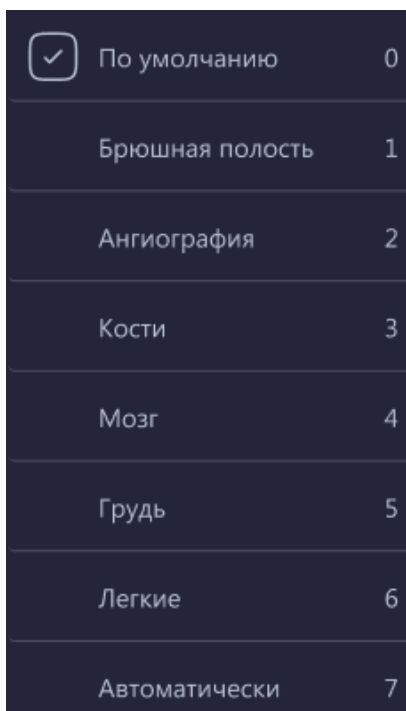 По умолчанию 0
Брюшная полость 1
Ангиография 2
Кости 3
Мозг 4
Грудь 5
Легкие 6
Автоматически 7